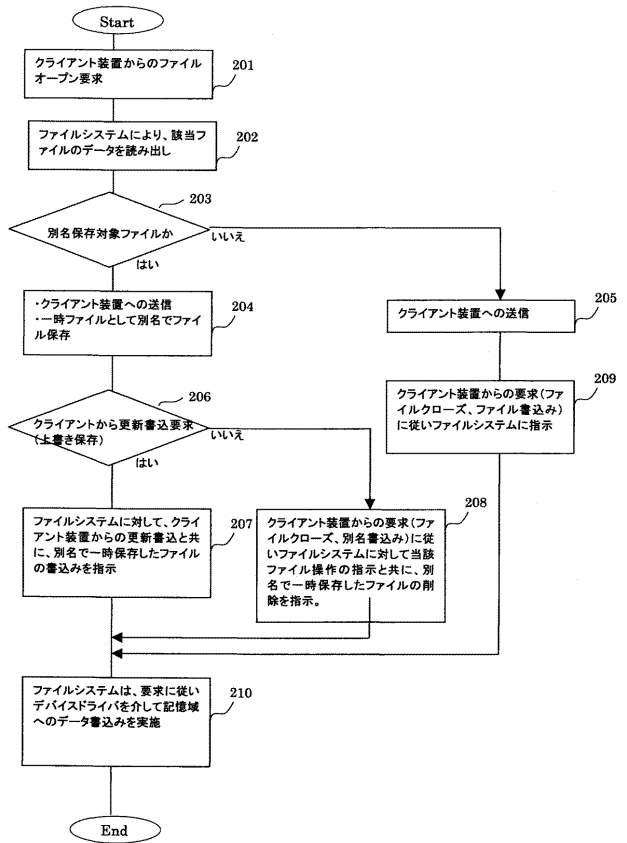 Start
クライアント装置からのファイル
オープン要求
201
ファイルシステムにより、該当フ
ァイルのデータを読み出し
202
203
別名保存対象ファイルか
いいえ
はい
・クライアント装置への送信
・一時ファイルとして別名でファ
イル保存
204
クライアント装置への送信
205
206
クライアントから更新書込要求
(上書き保存)
いいえ
はい
クライアント装置からの要求(ファ
イルクローズ、ファイル書込み)
に従いファイルシステムに指示
209
ファイルシステムに対して、クライ
アント装置からの更新書込と共
に、別名で一時保存したファイル
の書込みを指示
207
クライアント装置からの要求(ファ
イルクローズ、別名書込み)に従
いファイルシステムに対して当該
ファイル操作の指示と共に、別
名で一時保存したファイルの削
除を指示。
208
ファイルシステムは、要求に従い
デバイスドライバを介して記憶域
へのデータ書込みを実施
210
End